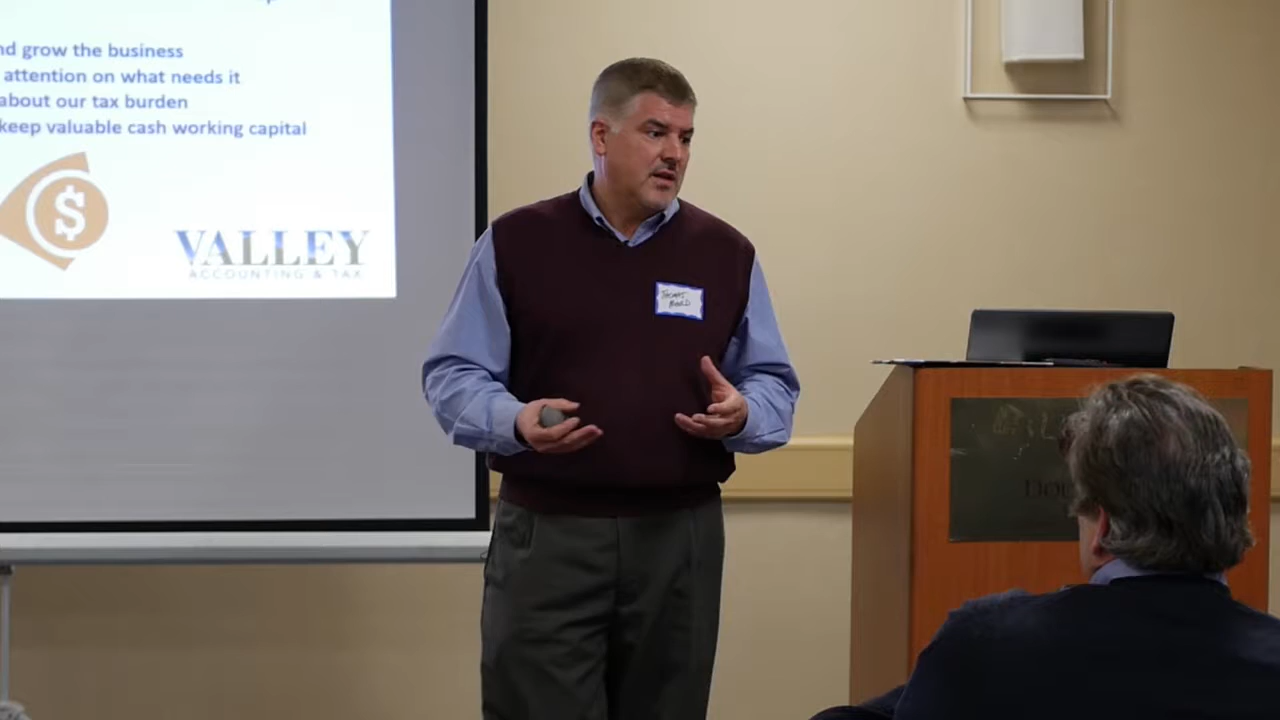 nd grow the business
attention on what needs it
about our tax burden
keep valuable cash working capital
$
VALLEY
ACCOUNTING & TAX
THOMAS